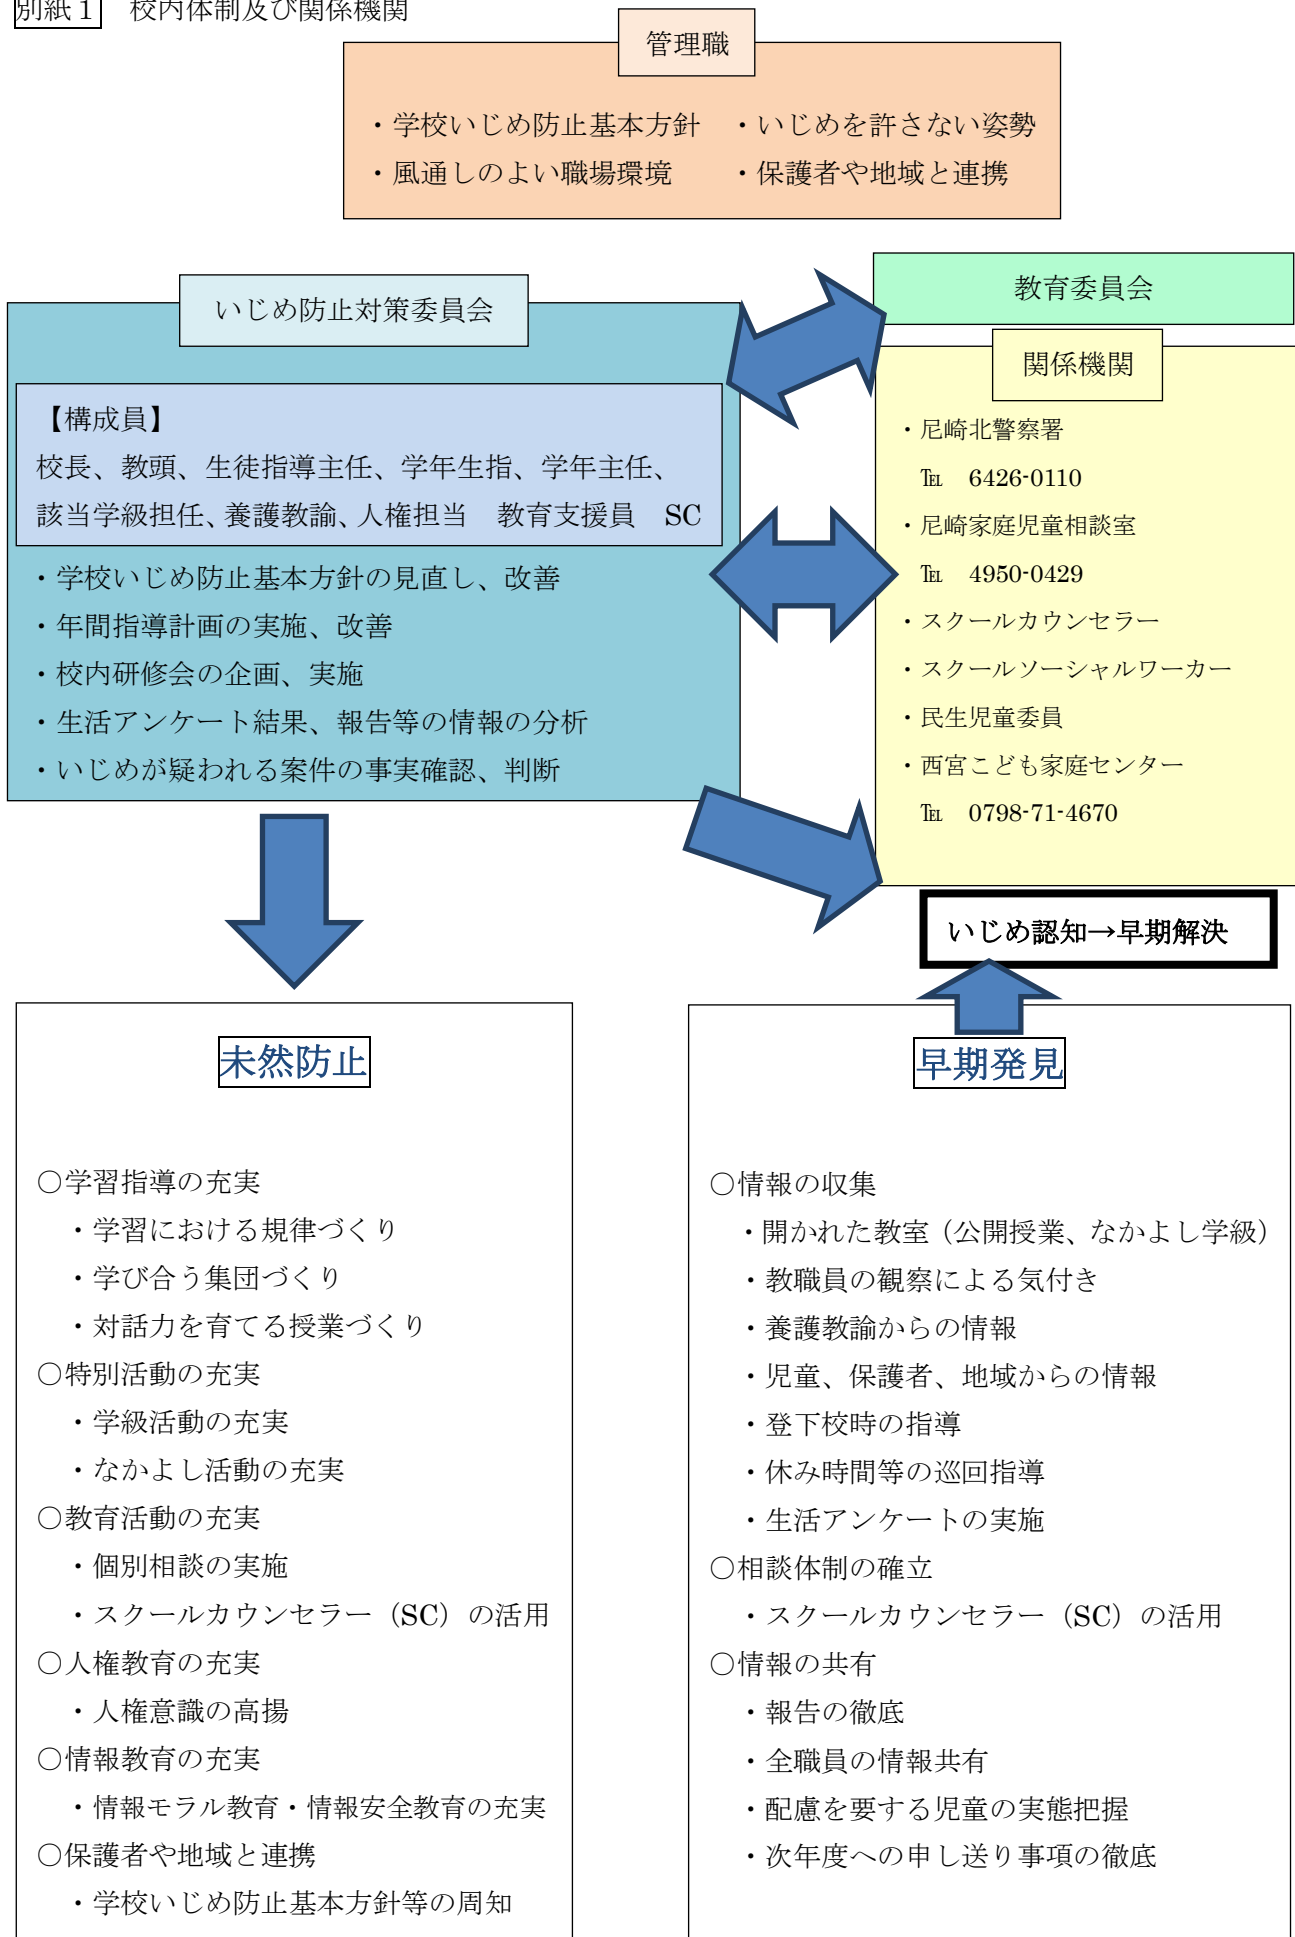 別紙１　校内体制及び関係機関
管理職
・学校いじめ防止基本方針　・いじめを許さない姿勢
・風通しのよい職場環境　　・保護者や地域と連携
いじめ防止対策委員会
【構成員】
校長、教頭、生徒指導主任、学年生指、学年主任、
該当学級担任、養護教諭、人権担当　教育支援員　SC
・学校いじめ防止基本方針の見直し、改善
・年間指導計画の実施、改善
・校内研修会の企画、実施
・生活アンケート結果、報告等の情報の分析
・いじめが疑われる案件の事実確認、判断
教育委員会
関係機関
・尼崎北警察署
℡　6426-0110
・尼崎家庭児童相談室
℡　4950-0429
・スクールカウンセラー
・スクールソーシャルワーカー
・民生児童委員
・西宮こども家庭センター
℡　0798-71-4670
いじめ認知→早期解決
未然防止
○学習指導の充実
・学習における規律づくり
・学び合う集団づくり
・対話力を育てる授業づくり
○特別活動の充実
・学級活動の充実
・なかよし活動の充実
○教育活動の充実
・個別相談の実施
・スクールカウンセラー（SC）の活用
○人権教育の充実
・人権意識の高揚
○情報教育の充実
・情報モラル教育・情報安全教育の充実
○保護者や地域と連携
・学校いじめ防止基本方針等の周知
早期発見
○情報の収集
・開かれた教室（公開授業、なかよし学級）
・教職員の観察による気付き
・養護教諭からの情報
・児童、保護者、地域からの情報
・登下校時の指導
・休み時間等の巡回指導
・生活アンケートの実施
○相談体制の確立
・スクールカウンセラー（SC）の活用
○情報の共有
・報告の徹底
・全職員の情報共有
・配慮を要する児童の実態把握
・次年度への申し送り事項の徹底